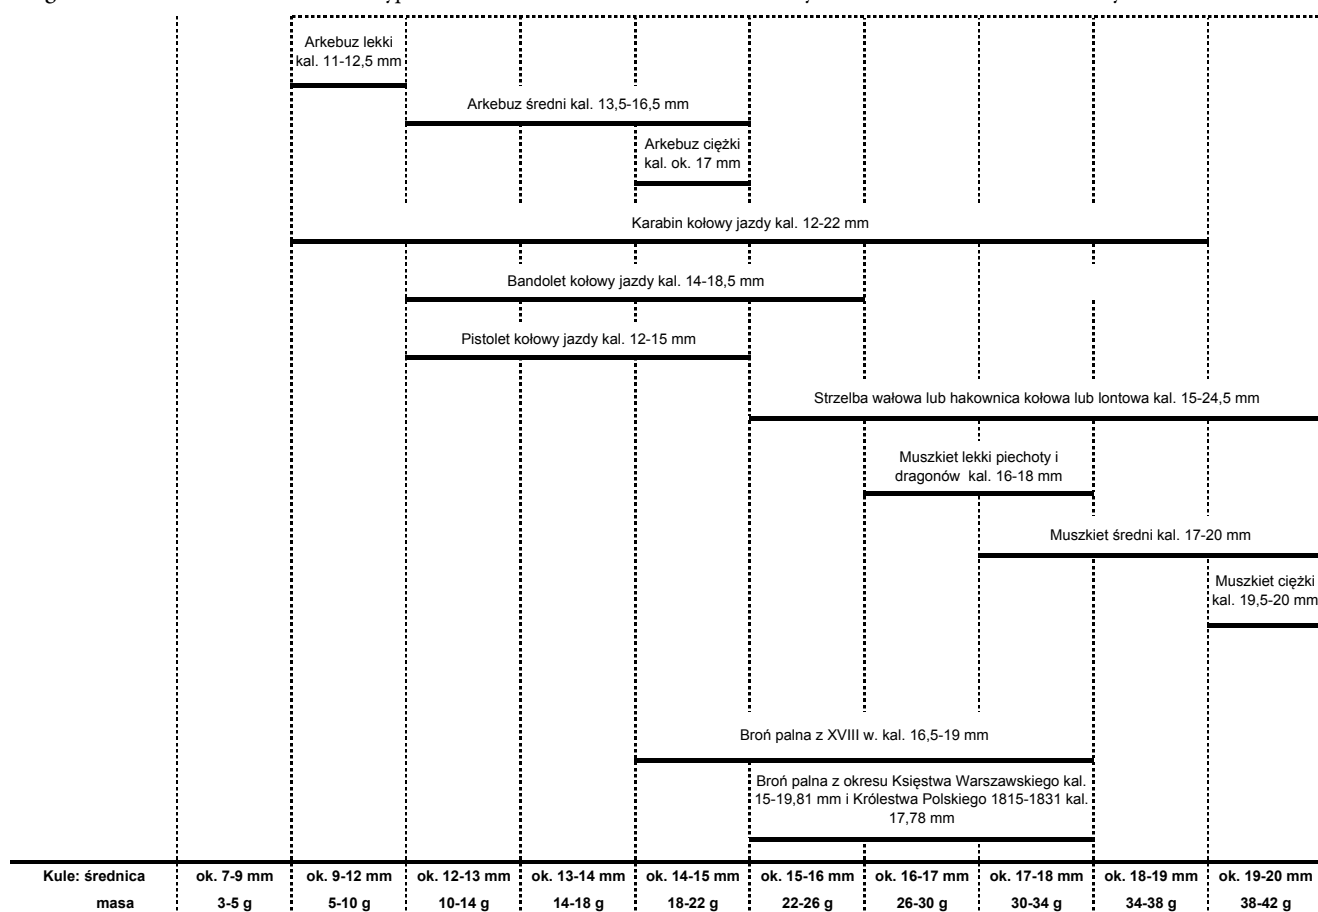 Arkebuz lekki
kal. 11-12,5 mm
Arkebuz średni kal. 13,5-16,5 mm
Arkebuz ciężki
kal. ok. 17 mm
Karabin kołowy jazdy kal. 12-22 mm
Bandolet kołowy jazdy kal. 14-18,5 mm
Pistolet kołowy jazdy kal. 12-15 mm
Strzelba wałowa lub hakownica kołowa lub lontowa kal. 15-24,5 mm
Muszkiet lekki piechoty i
dragonów kal. 16-18 mm
Muszkiet średni kal. 17-20 mm
Muszkiet ciężki
kal. 19,5-20 mm
Broń palna z XVIII w. kal. 16,5-19 mm
Broń palna z okresu Księstwa Warszawskiego kal.
15-19,81 mm i Królestwa Polskiego 1815-1831 kal.
17,78 mm
Kule: średnica ok. 7-9 mm ok. 9-12 mm ok. 12-13 mm ok. 13-14 mm ok. 14-15 mm ok. 15-16 mm ok. 16-17 mm ok. 17-18 mm ok. 18-19 mm ok. 19-20 mm
masa 3-5 g 5-10 g 10-14 g 14-18 g 18-22 g 22-26 g 26-30 g 30-34 g 34-38 g 38-42 g